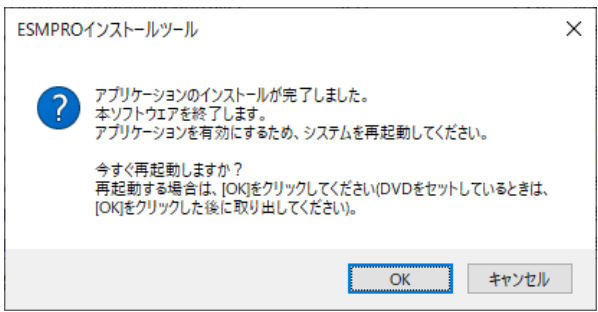 ESMPROインストールツール
アプリケーションのインストールが完了しました。
本ソフトウェアを終了します。
アプリケーションを有効にするため、システムを再起動してください。
今すぐ再起動しますか？
再起動する場合は、[OK]をクリックしてください(DVDをセットしているときは、
[OK]をクリックした後に取り出してください)。
OK キャンセル